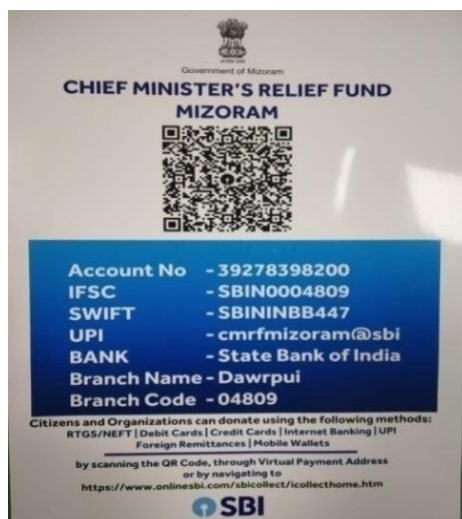 Government of Mizoram
CHIEF MINISTER'S RELIEF FUND
MIZORAM
Account No - 39278398200
IFSC - SBIN0004809
SWIFT - SBININBB447
UPI - cmrfmizoram@sbi
BANK - State Bank of India
Branch Name - Dawrpui
Branch Code - 04809
Citizens and Organizations can donate using the following methods:
RTGS/NEFT | Debit Cards | Credit Cards | Internet Banking | UPI
Foreign Remittances | Mobile Wallets
by scanning the QR Code, through Virtual Payment Address
or by navigating to
https://www.onlinesbi.com/sbicollect/icollecthome.htm
SBI